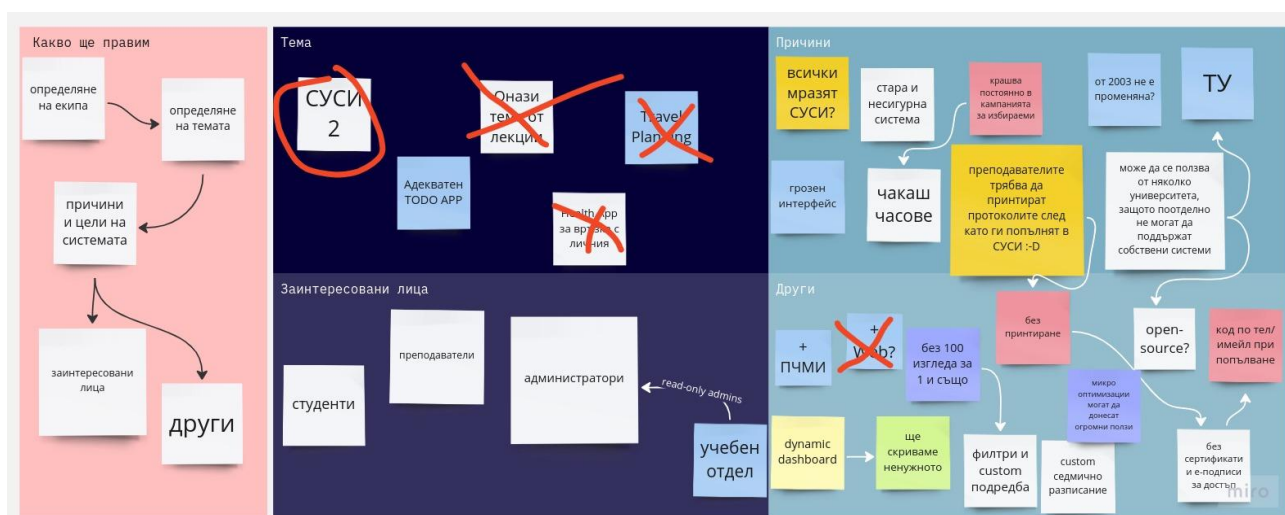 Какво ще правим
определяне
на екипа
определяне
на темата
причини
и цели на
системата
заинтересовани
лица
други
Тема
СУСИ
2
Онази
тема от
лекции
Travel
Planning
Адекватен
TODO APP
Health App
за връзка с
личния
Заинтересовани лица
студенти
преподаватели
администратори
read-only admins
учебен
отдел
Причини
всички
мразят
СУСИ?
стара и
несигурна
система
крашва
постоянно в
кампанията
за избираеми
от 2003 не е
променяна?
ТУ
грозен
интерфейс
чакаш
часове
преподавателите
трябва да
принтират
протоколите след
като ги попълнят в
СУСИ :-D
може да се ползва
от няколко
университета,
защото поотделно
не могат да
поддържат
собствени системи
Други
+
ПЧМИ
+
Web?
без 100
изгледа за
1 и също
без
принтиране
open-
source?
код по тел/
имейл при
попълване
микро
оптимизации
могат да
донесат
огромни ползи
dynamic
dashboard
ще
скриваме
ненужното
филтри и
custom
подредба
custom
седмично
разписание
без
сертификати
и е-подписи
за достъп
miro